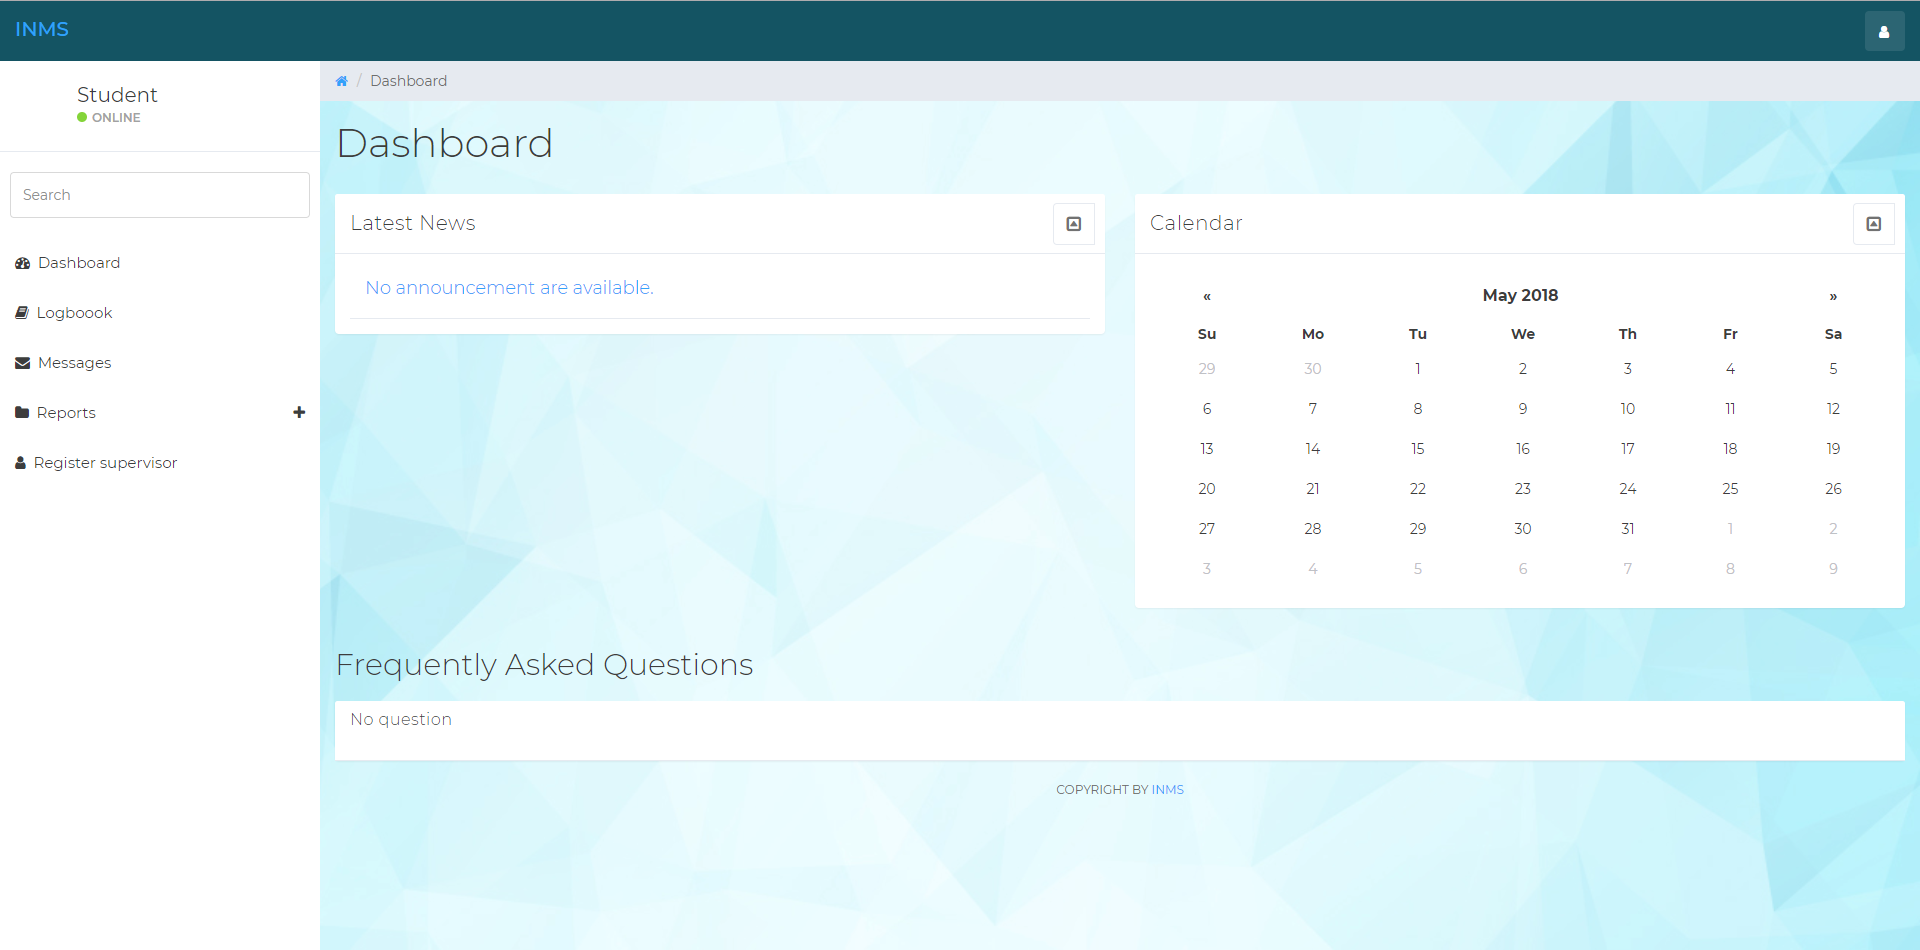 INMS
Student
ONLINE
Search
Dashboard
Logboook
Messages
Reports
Register supervisor
/ Dashboard
Dashboard
Latest News
No announcement are available.
Calendar
« May 2018 »
Su Mo Tu We Th Fr Sa
29 30 1 2 3 4 5
6 7 8 9 10 11 12
13 14 15 16 17 18 19
20 21 22 23 24 25 26
27 28 29 30 31 1 2
3 4 5 6 7 8 9
Frequently Asked Questions
No question
COPYRIGHT BY INMS